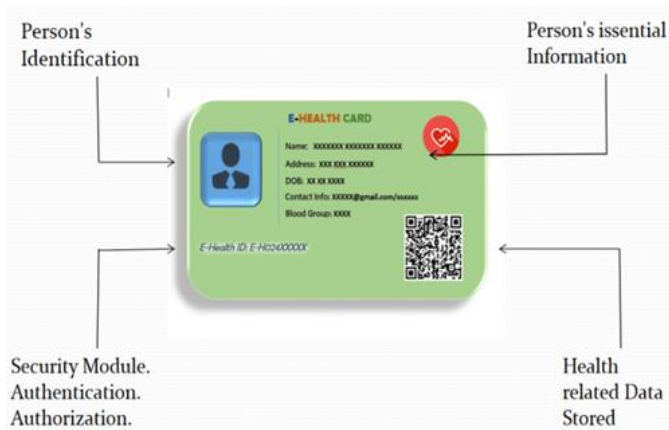 Person's
Identification
Person's issential
Information
E-HEALTH CARD
Name: XXXXXXX XXXXXXX XXXXXX
Address: XXX XXX XXXXXX
DOB: XX XX XXXX
Contact Info: XXXXX@gmail.com/xxxxxx
Blood Group: XXXX
E-Health ID: E-H024XXXXX
Security Module.
Authentication.
Authorization.
Health
related Data
Stored